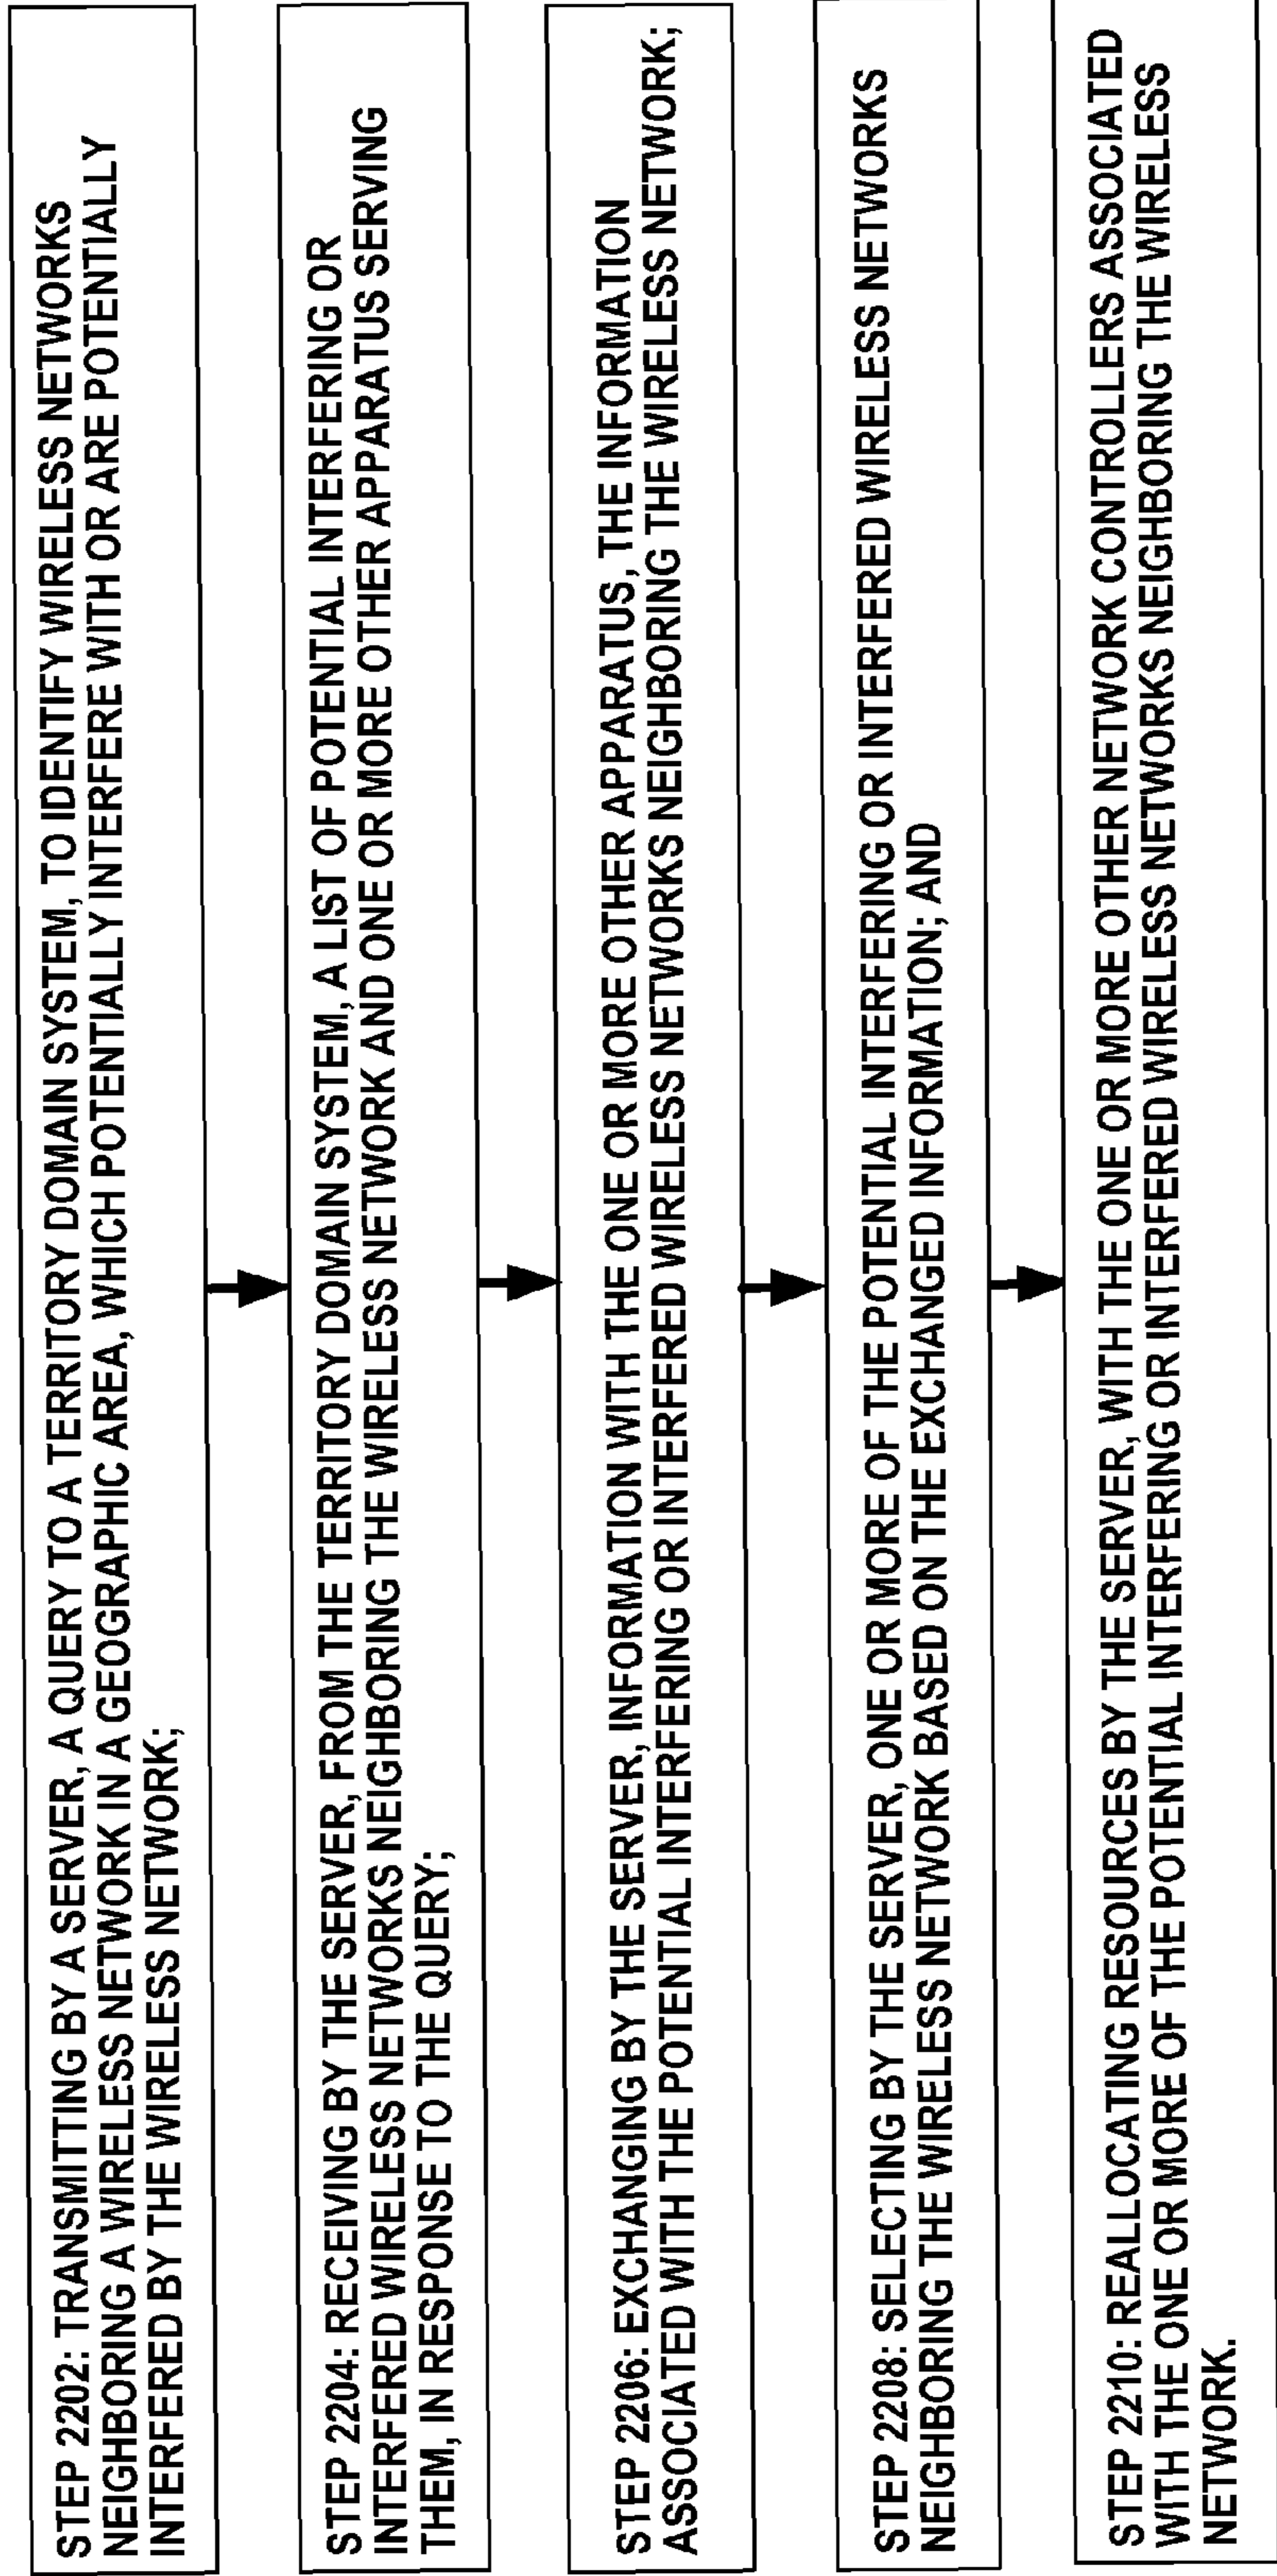 STEP 2202: TRANSMITTING BY A SERVER, A QUERY TO A TERRITORY DOMAIN SYSTEM, TO IDENTIFY WIRELESS NETWORKS
NEIGHBORING A WIRELESS NETWORK IN A GEOGRAPHIC AREA, WHICH POTENTIALLY INTERFERE WITH OR ARE POTENTIALLY
INTERFERED BY THE WIRELESS NETWORK;
STEP 2204: RECEIVING BY THE SERVER, FROM THE TERRITORY DOMAIN SYSTEM, A LIST OF POTENTIAL INTERFERING OR
INTERFERED WIRELESS NETWORKS NEIGHBORING THE WIRELESS NETWORK AND ONE OR MORE OTHER APPARATUS SERVING
THEM, IN RESPONSE TO THE QUERY;
STEP 2206: EXCHANGING BY THE SERVER, INFORMATION WITH THE ONE OR MORE OTHER APPARATUS, THE INFORMATION
ASSOCIATED WITH THE POTENTIAL INTERFERING OR INTERFERED WIRELESS NETWORKS NEIGHBORING THE WIRELESS NETWORK;
STEP 2208: SELECTING BY THE SERVER, ONE OR MORE OF THE POTENTIAL INTERFERING OR INTERFERED WIRELESS NETWORKS
NEIGHBORING THE WIRELESS NETWORK BASED ON THE EXCHANGED INFORMATION; AND
STEP 2210: REALLOCATING RESOURCES BY THE SERVER, WITH THE ONE OR MORE OTHER NETWORK CONTROLLERS ASSOCIATED
WITH THE ONE OR MORE OF THE POTENTIAL INTERFERING OR INTERFERED WIRELESS NETWORKS NEIGHBORING THE WIRELESS
NETWORK.